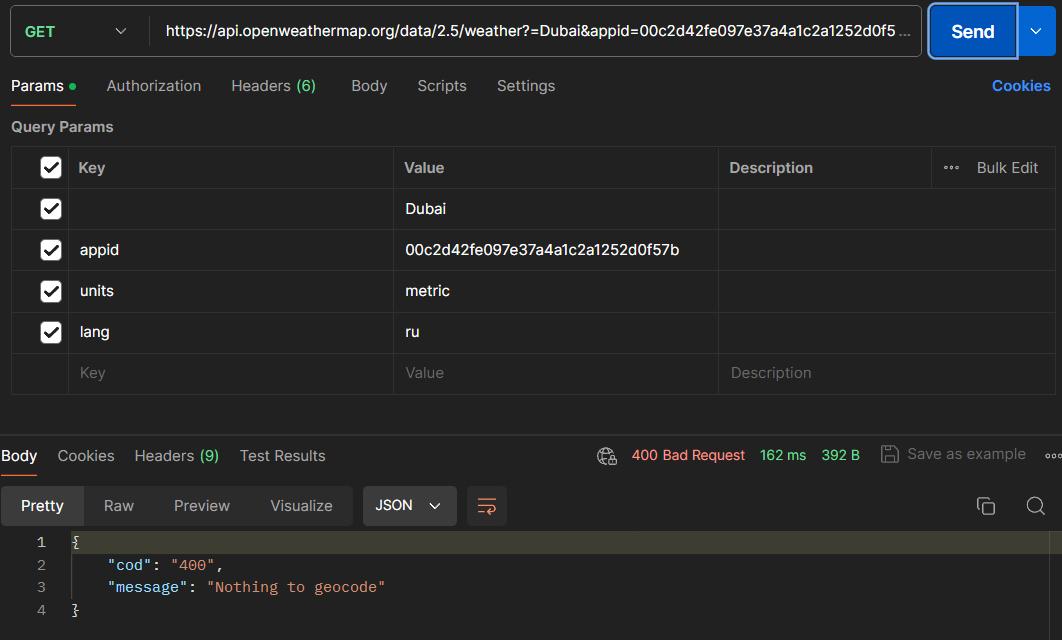 GET https://api.openweathermap.org/data/2.5/weather?=Dubai&appid=00c2d42fe097e37a4a1c2a1252d0f5 ... Send
Params Authorization Headers (6) Body Scripts Settings Cookies
Query Params
Key Value Description Bulk Edit
Dubai
appid 00c2d42fe097e37a4a1c2a1252d0f57b
units metric
lang ru
Key Value Description
Body Cookies Headers (9) Test Results 400 Bad Request 162 ms 392 B Save as example
Pretty Raw Preview Visualize JSON
1 {
2 "cod": "400",
3 "message": "Nothing to geocode"
4 }